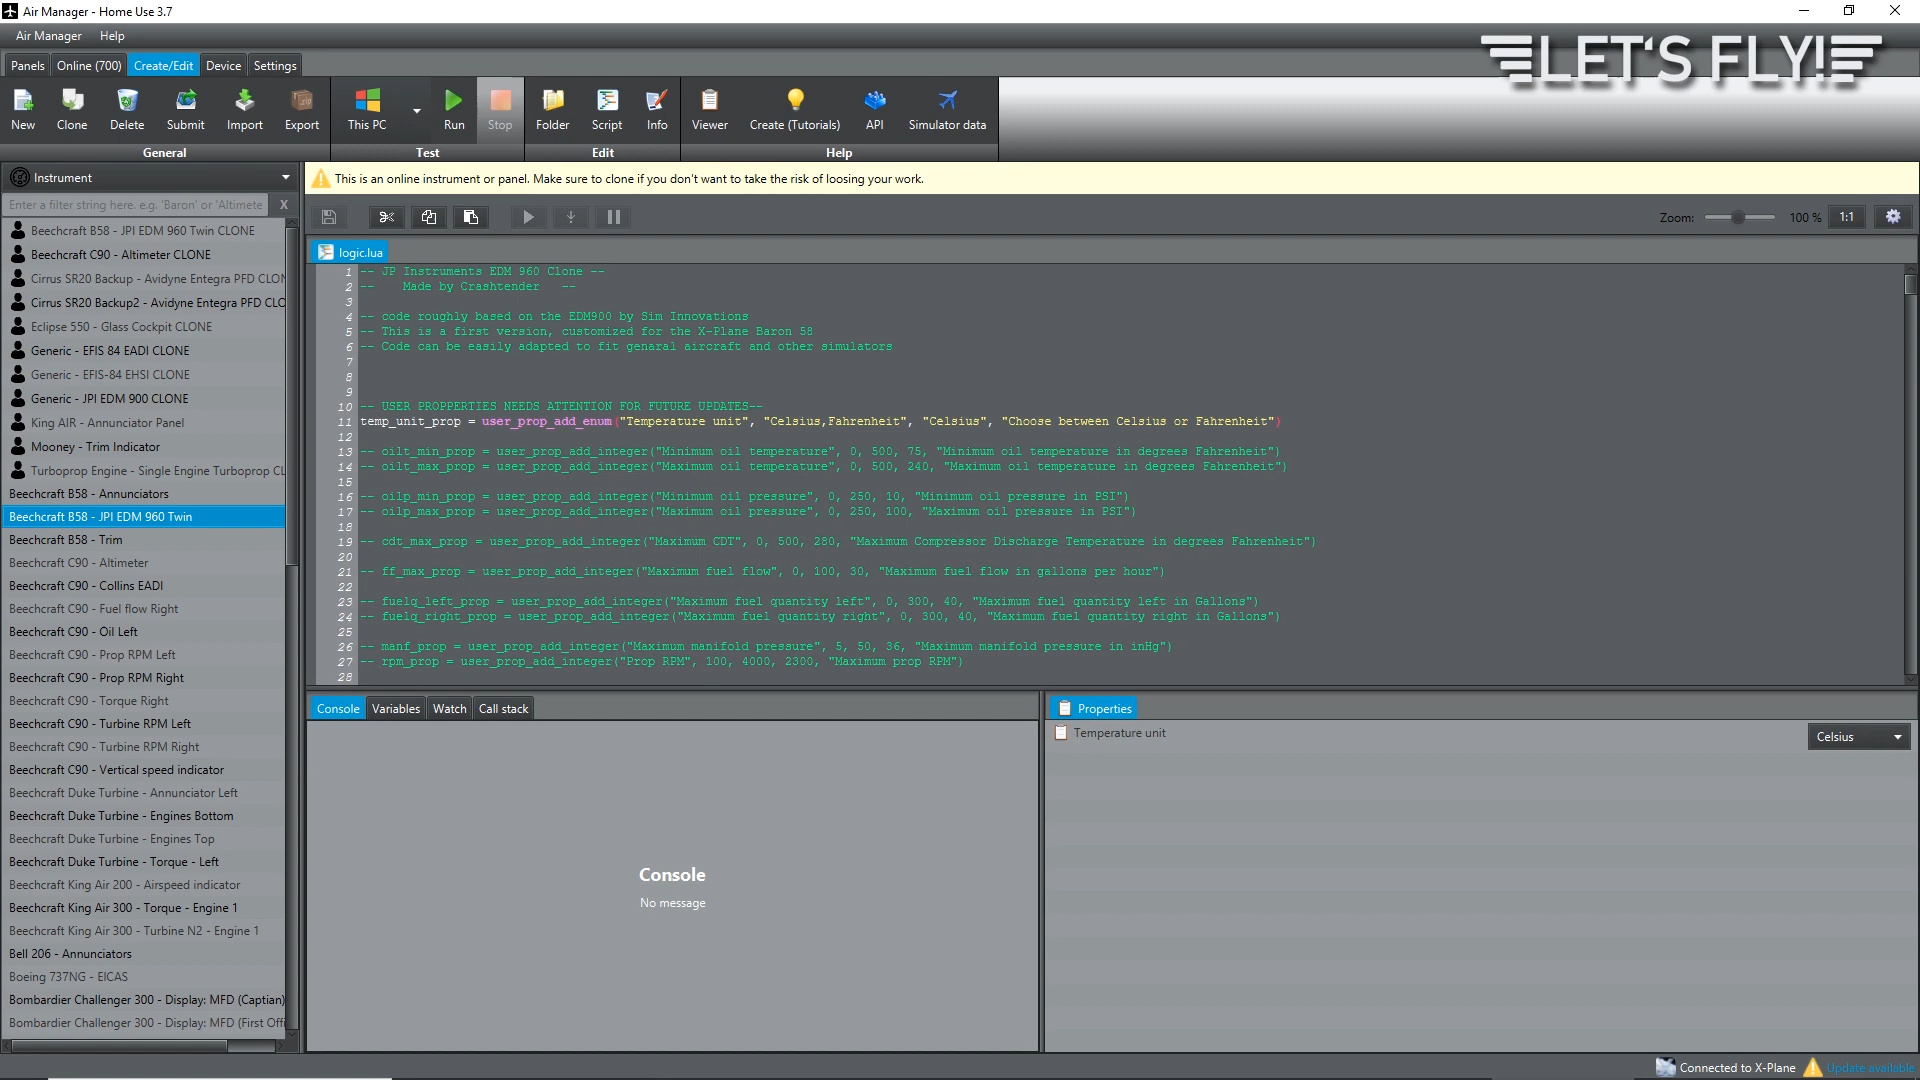 Air Manager - Home Use 3.7
Air Manager Help
LET'S FLY!
Panels Online (700) Create/Edit Device Settings
New Clone Delete Submit Import Export This PC Run Stop Folder Script Info Viewer Create (Tutorials) API Simulator data
General Test Edit Help
Instrument
This is an online instrument or panel. Make sure to clone if you don't want to take the risk of loosing your work.
Enter a filter string here. e.g. 'Baron' or 'Altimete X
Zoom: 100 % 1:1
Beechcraft B58 - JPI EDM 960 Twin CLONE
Beechcraft C90 - Altimeter CLONE
Cirrus SR20 Backup - Avidyne Entegra PFD CLON
Cirrus SR20 Backup2 - Avidyne Entegra PFD CLO
Eclipse 550 - Glass Cockpit CLONE
Generic - EFIS 84 EADI CLONE
Generic - EFIS-84 EHSI CLONE
Generic - JPI EDM 900 CLONE
King AIR - Annunciator Panel
Mooney - Trim Indicator
Turboprop Engine - Single Engine Turboprop CL
Beechcraft B58 - Annunciators
Beechcraft B58 - JPI EDM 960 Twin
Beechcraft B58 - Trim
Beechcraft C90 - Altimeter
Beechcraft C90 - Collins EADI
Beechcraft C90 - Fuel flow Right
Beechcraft C90 - Oil Left
Beechcraft C90 - Prop RPM Left
Beechcraft C90 - Prop RPM Right
Beechcraft C90 - Torque Right
Beechcraft C90 - Turbine RPM Left
Beechcraft C90 - Turbine RPM Right
Beechcraft C90 - Vertical speed indicator
Beechcraft Duke Turbine - Annunciator Left
Beechcraft Duke Turbine - Engines Bottom
Beechcraft Duke Turbine - Engines Top
Beechcraft Duke Turbine - Torque - Left
Beechcraft King Air 200 - Airspeed indicator
Beechcraft King Air 300 - Torque - Engine 1
Beechcraft King Air 300 - Turbine N2 - Engine 1
Bell 206 - Annunciators
Boeing 737NG - EICAS
Bombardier Challenger 300 - Display: MFD (Captian)
Bombardier Challenger 300 - Display: MFD (First Offi
logic.lua
1 -- JP Instruments EDM 960 Clone --
2 -- Made by Crashtender --
3
4 -- code roughly based on the EDM900 by Sim Innovations
5 -- This is a first version, customized for the X-Plane Baron 58
6 -- Code can be easily adapted to fit genaral aircraft and other simulators
7
8
9
10 -- USER PROPPERTIES NEEDS ATTENTION FOR FUTURE UPDATES--
11 temp_unit_prop = user_prop_add_enum("Temperature unit", "Celsius,Fahrenheit", "Celsius", "Choose between Celsius or Fahrenheit")
12
13 -- oilt_min_prop = user_prop_add_integer("Minimum oil temperature", 0, 500, 75, "Minimum oil temperature in degrees Fahrenheit")
14 -- oilt_max_prop = user_prop_add_integer("Maximum oil temperature", 0, 500, 240, "Maximum oil temperature in degrees Fahrenheit")
15
16 -- oilp_min_prop = user_prop_add_integer("Minimum oil pressure", 0, 250, 10, "Minimum oil pressure in PSI")
17 -- oilp_max_prop = user_prop_add_integer("Maximum oil pressure", 0, 250, 100, "Maximum oil pressure in PSI")
18
19 -- cdt_max_prop = user_prop_add_integer("Maximum CDT", 0, 500, 280, "Maximum Compressor Discharge Temperature in degrees Fahrenheit")
20
21 -- ff_max_prop = user_prop_add_integer("Maximum fuel flow", 0, 100, 30, "Maximum fuel flow in gallons per hour")
22
23 -- fuelq_left_prop = user_prop_add_integer("Maximum fuel quantity left", 0, 300, 40, "Maximum fuel quantity left in Gallons")
24 -- fuelq_right_prop = user_prop_add_integer("Maximum fuel quantity right", 0, 300, 40, "Maximum fuel quantity right in Gallons")
25
26 -- manf_prop = user_prop_add_integer("Maximum manifold pressure", 5, 50, 36, "Maximum manifold pressure in inHg")
27 -- rpm_prop = user_prop_add_integer("Prop RPM", 100, 4000, 2300, "Maximum prop RPM")
28
Console Variables Watch Call stack
Console
No message
Properties
Temperature unit Celsius
Connected to X-Plane Update available